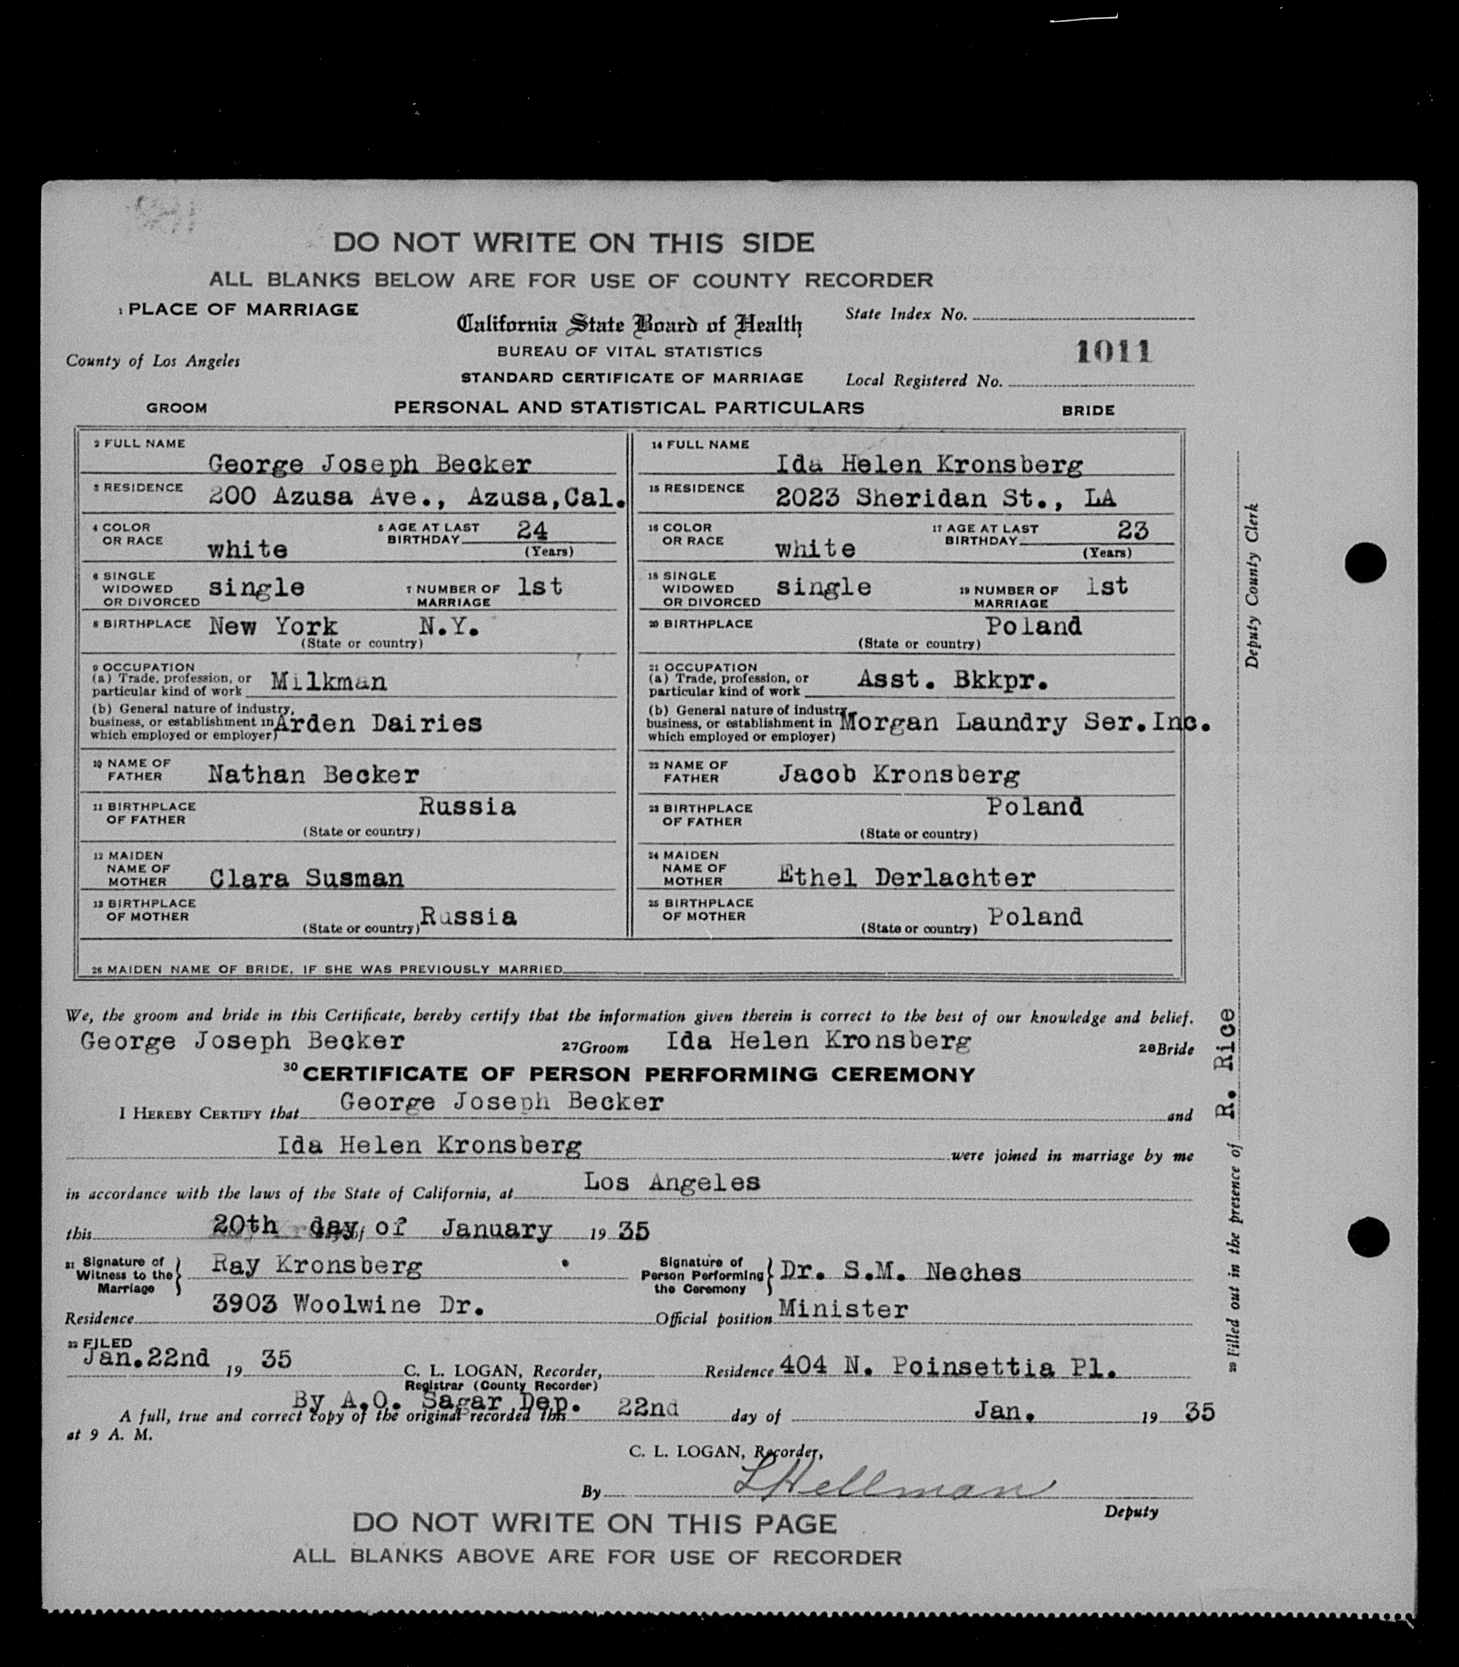 DO NOT WRITE ON THIS SIDE
ALL BLANKS BELOW ARE FOR USE OF COUNTY RECORDER
1 PLACE OF MARRIAGE
California State Board of Health
State Index No.
County of Los Angeles
BUREAU OF VITAL STATISTICS
1011
STANDARD CERTIFICATE OF MARRIAGE
Local Registered No.
GROOM PERSONAL AND STATISTICAL PARTICULARS BRIDE
2 FULL NAME George Joseph Becker
3 RESIDENCE 200 Azusa Ave., Azusa,Cal.
4 COLOR OR RACE white 5 AGE AT LAST BIRTHDAY 24 (Years)
6 SINGLE WIDOWED OR DIVORCED single 7 NUMBER OF MARRIAGE 1st
8 BIRTHPLACE New York N.Y.
(State or country)
9 OCCUPATION
(a) Trade, profession, or particular kind of work Milkman
(b) General nature of industry, business, or establishment in which employed or employer) Arden Dairies
10 NAME OF FATHER Nathan Becker
11 BIRTHPLACE OF FATHER Russia
(State or country)
12 MAIDEN NAME OF MOTHER Clara Susman
13 BIRTHPLACE OF MOTHER (State or country) Russia
14 FULL NAME Ida Helen Kronsberg
15 RESIDENCE 2023 Sheridan St., LA
16 COLOR OR RACE white 17 AGE AT LAST BIRTHDAY 23 (Years)
18 SINGLE WIDOWED OR DIVORCED single 19 NUMBER OF MARRIAGE 1st
20 BIRTHPLACE Poland
(State or country)
21 OCCUPATION
(a) Trade, profession, or particular kind of work Asst. Bkkpr.
(b) General nature of industry, business, or establishment in which employed or employer) Morgan Laundry Ser.Inc.
22 NAME OF FATHER Jacob Kronsberg
23 BIRTHPLACE OF FATHER Poland
(State or country)
24 MAIDEN NAME OF MOTHER Ethel Derlachter
25 BIRTHPLACE OF MOTHER (State or country) Poland
26 MAIDEN NAME OF BRIDE, IF SHE WAS PREVIOUSLY MARRIED
We, the groom and bride in this Certificate, hereby certify that the information given therein is correct to the best of our knowledge and belief.
George Joseph Becker 27 Groom Ida Helen Kronsberg 28 Bride
30 CERTIFICATE OF PERSON PERFORMING CEREMONY
I HEREBY CERTIFY that George Joseph Becker and
Ida Helen Kronsberg were joined in marriage by me
in accordance with the laws of the State of California, at Los Angeles
this 20th day of January 19 35
31 Signature of Witness to the Marriage } Ray Kronsberg Signature of Person Performing the Ceremony } Dr. S.M. Neches
Residence 3903 Woolwine Dr. Official position Minister
32 FILED
Jan.22nd 19 35 C. L. LOGAN, Recorder, Residence 404 N. Poinsettia Pl.
Registrar (County Recorder)
By A.O. Sagar Dep.
A full, true and correct copy of the original recorded this 22nd day of Jan. 19 35
at 9 A. M.
C. L. LOGAN, Recorder,
By L Hellman
Deputy
DO NOT WRITE ON THIS PAGE
ALL BLANKS ABOVE ARE FOR USE OF RECORDER
29 Filled out in the presence of R. Rice Deputy County Clerk